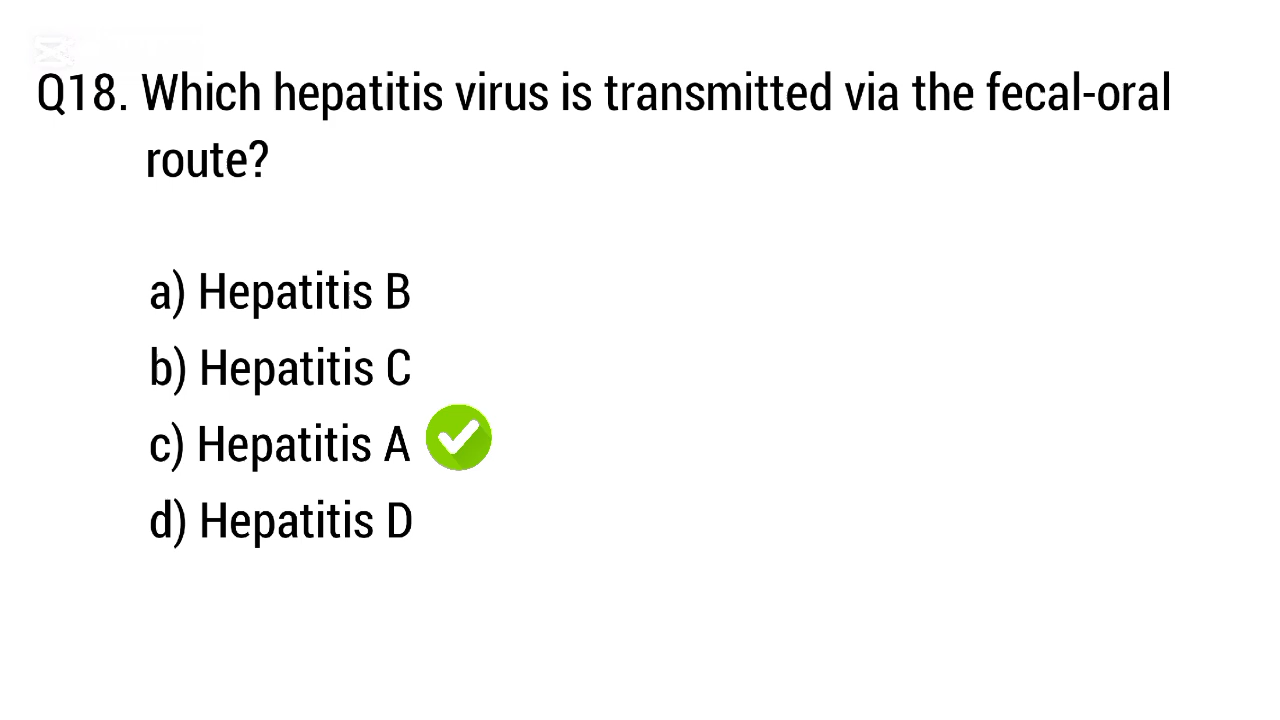 Q18. Which hepatitis virus is transmitted via the fecal-oral
route?
a) Hepatitis B
b) Hepatitis C
c) Hepatitis A
d) Hepatitis D